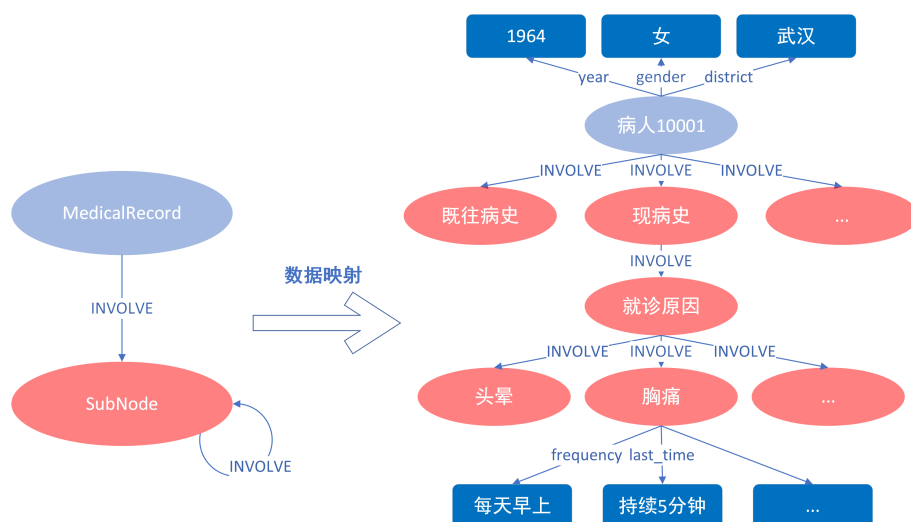 1964
女
武汉
year
gender
district
病人10001
INVOLVE
INVOLVE
INVOLVE
既往病史
现病史
...
MedicalRecord
INVOLVE
INVOLVE
数据映射
就诊原因
INVOLVE
INVOLVE
INVOLVE
SubNode
头晕
胸痛
...
INVOLVE
frequency
last_time
每天早上
持续5分钟
...